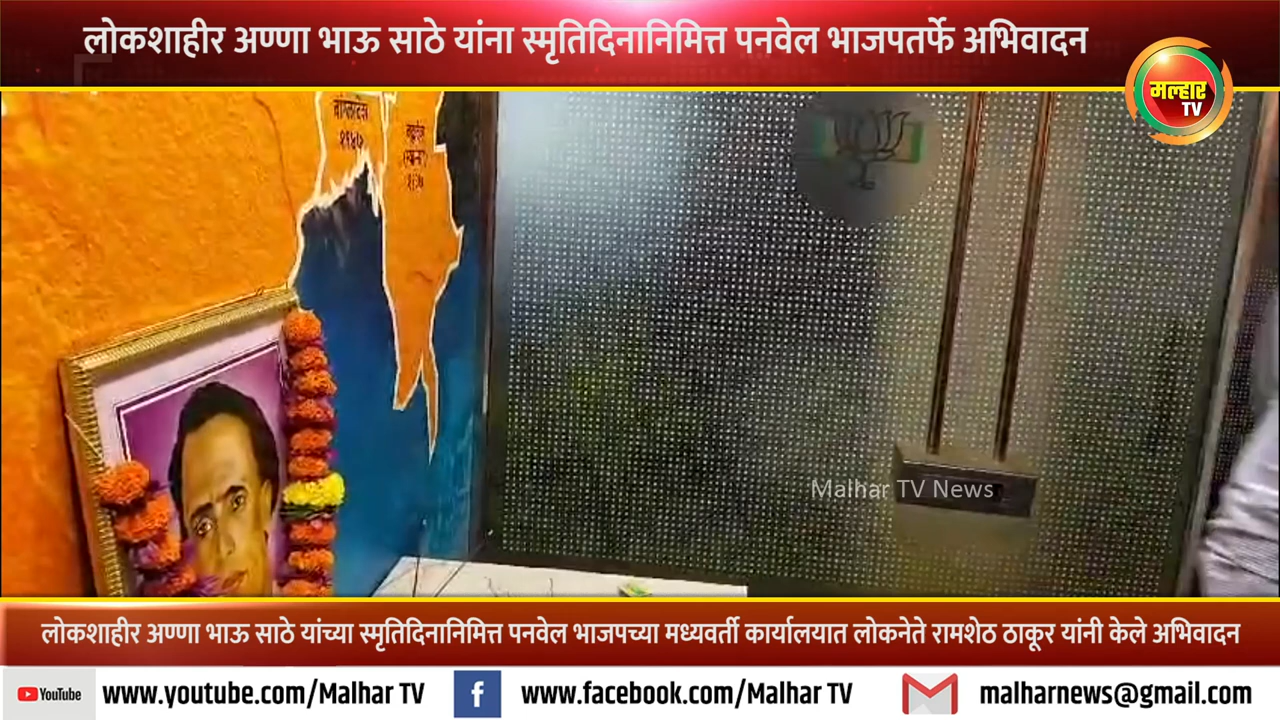 लोकशाहीर अण्णा भाऊ साठे यांना स्मृतिदिनानिमित्त पनवेल भाजपतर्फे अभिवादन
मल्हार
TV
Malhar TV News
लोकशाहीर अण्णा भाऊ साठे यांच्या स्मृतिदिनानिमित्त पनवेल भाजपच्या मध्यवर्ती कार्यालयात लोकनेते रामशेठ ठाकूर यांनी केले अभिवादन
YouTube www.youtube.com/Malhar TV www.facebook.com/Malhar TV malharnews@gmail.com